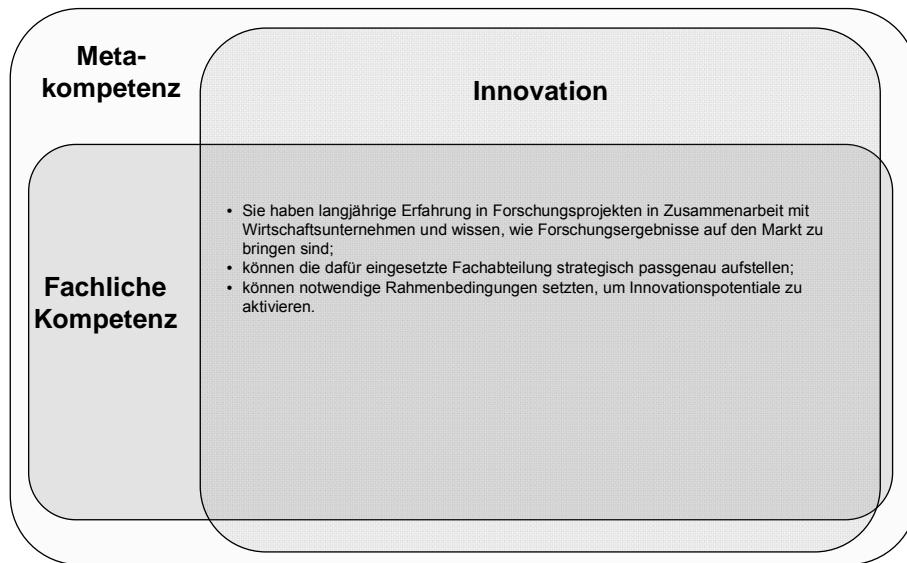 Meta-
kompetenz
Innovation
• Sie haben langjährige Erfahrung in Forschungsprojekten in Zusammenarbeit mit
Wirtschaftsunternehmen und wissen, wie Forschungsergebnisse auf den Markt zu
bringen sind;
• können die dafür eingesetzte Fachabteilung strategisch passgenau aufstellen;
• können notwendige Rahmenbedingungen setzten, um Innovationspotentiale zu
aktivieren.
Fachliche
Kompetenz